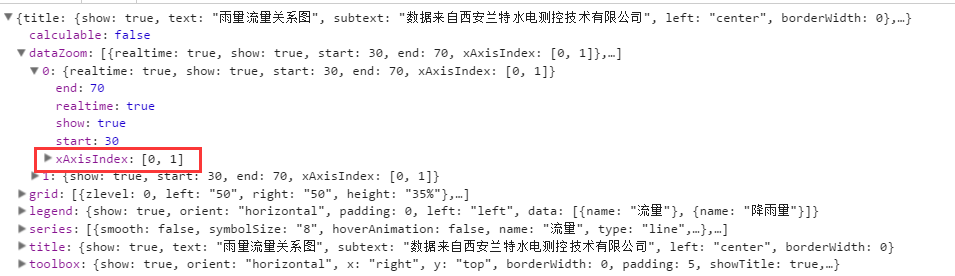 {title: {show: true, text: "雨量流量关系图", subtext: "数据来自西安兰特水电测控技术有限公司", left: "center", borderWidth: 0},…}
calculable: false
dataZoom: [{realtime: true, show: true, start: 30, end: 70, xAxisIndex: [0, 1]},…]
0: {realtime: true, show: true, start: 30, end: 70, xAxisIndex: [0, 1]}
end: 70
realtime: true
show: true
start: 30
xAxisIndex: [0, 1]
1: {show: true, start: 30, end: 70, xAxisIndex: [0, 1]}
grid: [{zlevel: 0, left: "50", right: "50", height: "35%"},…]
legend: {show: true, orient: "horizontal", padding: 0, left: "left", data: [{name: "流量"}, {name: "降雨量"}]}
series: [{smooth: false, symbolSize: "8", hoverAnimation: false, name: "流量", type: "line",…},…]
title: {show: true, text: "雨量流量关系图", subtext: "数据来自西安兰特水电测控技术有限公司", left: "center", borderWidth: 0}
toolbox: {show: true, orient: "horizontal", x: "right", y: "top", borderWidth: 0, padding: 5, showTitle: true,…}